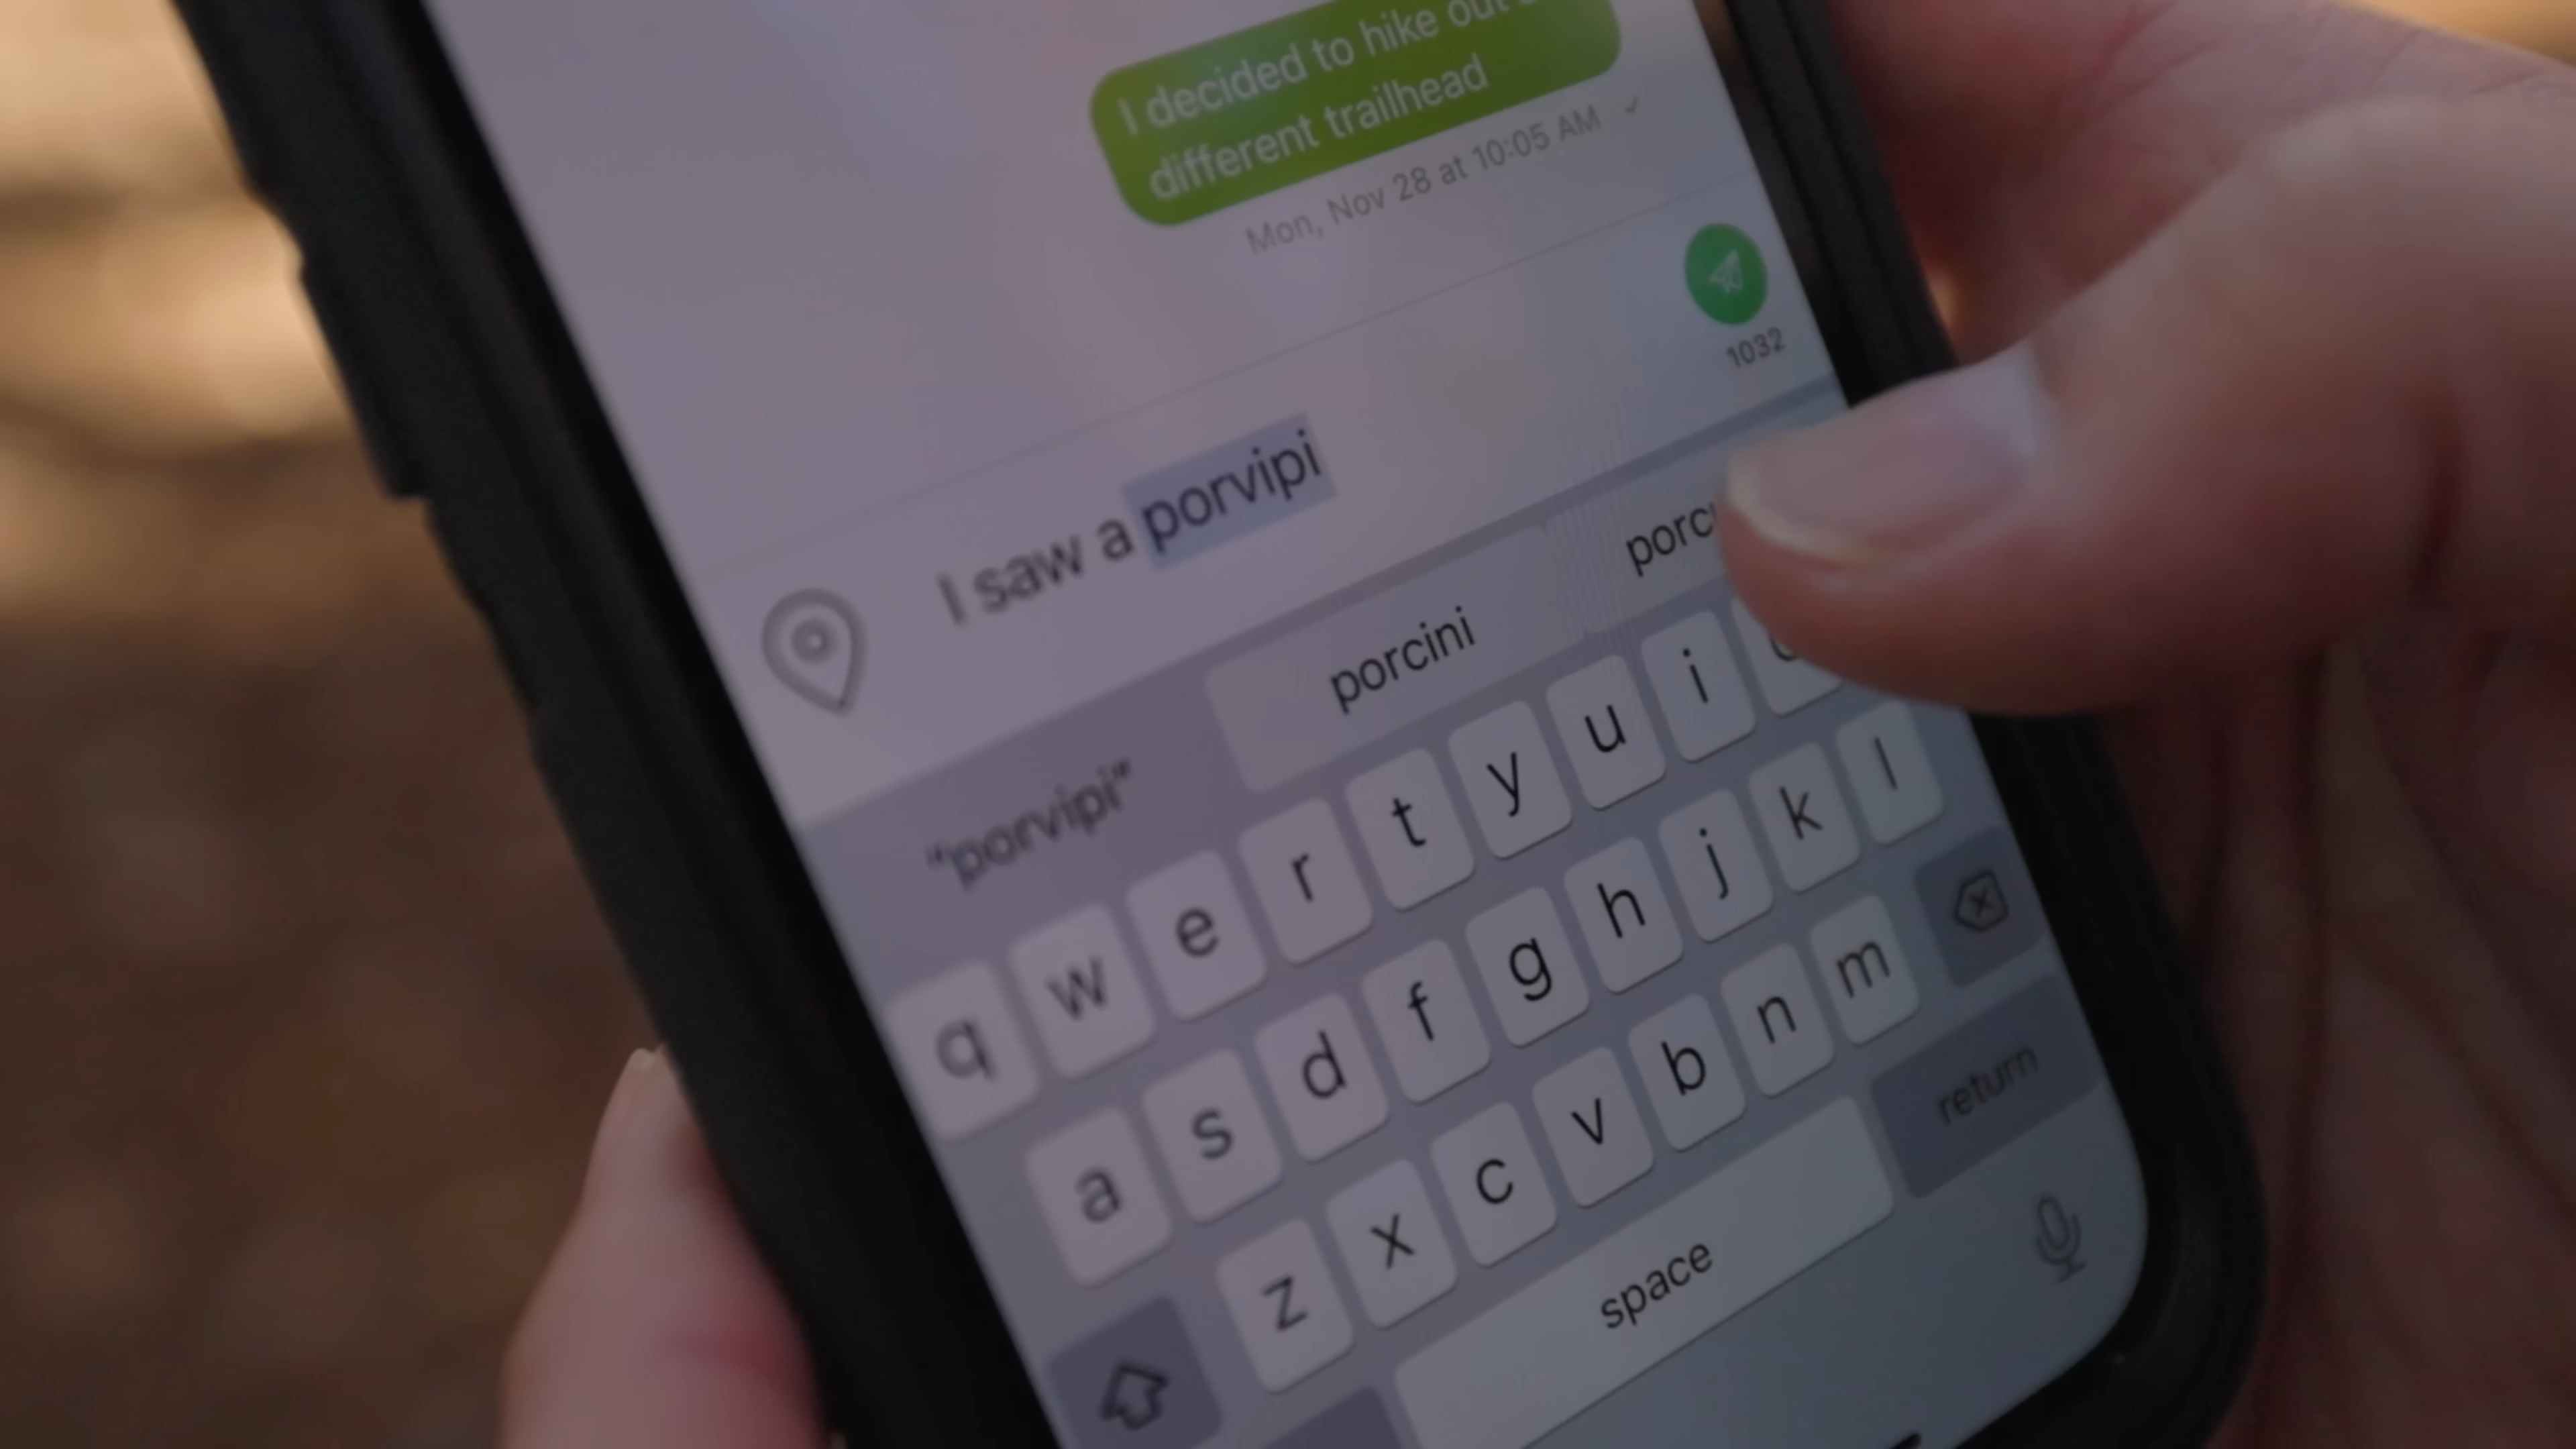 I decided to hike out
different trailhead
Mon, Nov 28 at 10:05 AM
1032
I saw a porvipi
"porvipi" porcini
q w e r t y u i
a s d f g h j k l
z x c v b n m
space return